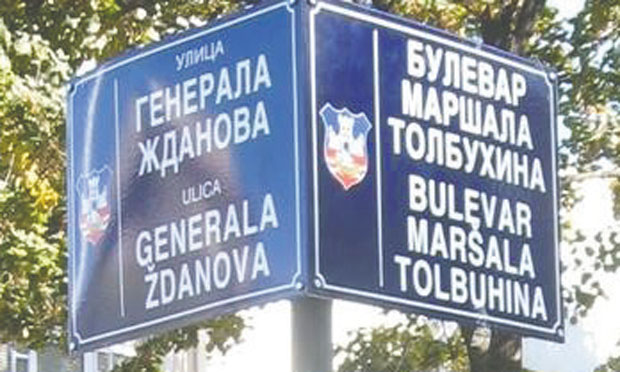 УЛИЦА
ГЕНЕРАЛА
ЖДАНОВА
ULICA
GENERALA
ŽDANOVA
БУЛЕВАР
МАРШАЛА
ТОЛБУХИНА
BULEVAR
MARŠALA
TOLBUHINA